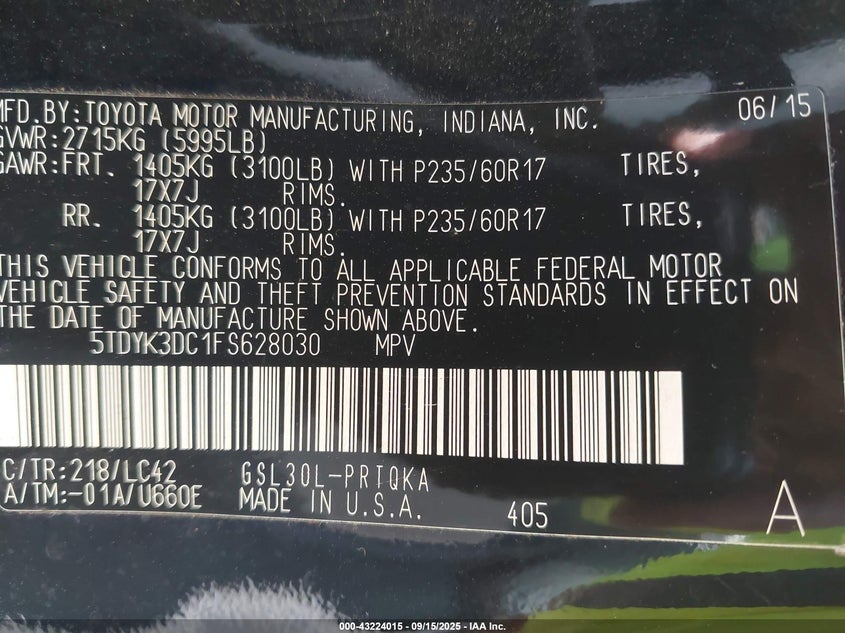 MFD.BY:TOYOTA MOTOR MANUFACTURING, INDIANA, INC. 06/15
GVWR:2715KG (5995LB)
GAWR:FRT. 1405KG (3100LB) WITH P235/60R17 TIRES,
17X7J RIMS.
RR. 1405KG (3100LB) WITH P235/60R17 TIRES,
17X7J RIMS.
THIS VEHICLE CONFORMS TO ALL APPLICABLE FEDERAL MOTOR
VEHICLE SAFETY AND THEFT PREVENTION STANDARDS IN EFFECT ON
THE DATE OF MANUFACTURE SHOWN ABOVE.
5TDYK3DC1FS628030 MPV
C/TR:218/LC42 GSL30L-PRTQKA
A/TM:-01A/U660E MADE IN U.S.A. 405 A
000-43224015 - 09/15/2025 - IAA Inc.